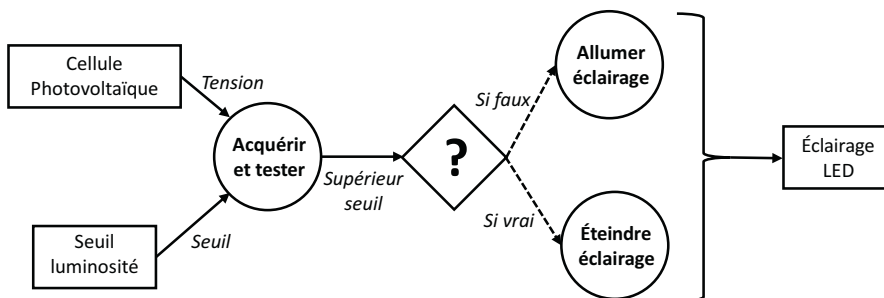 Cellule
Photovoltaïque
Tension
Acquérir
et tester
Seuil
luminosité
Seuil
Supérieur
seuil
?
Si faux
Allumer
éclairage
Si vrai
Éteindre
éclairage
Éclairage
LED